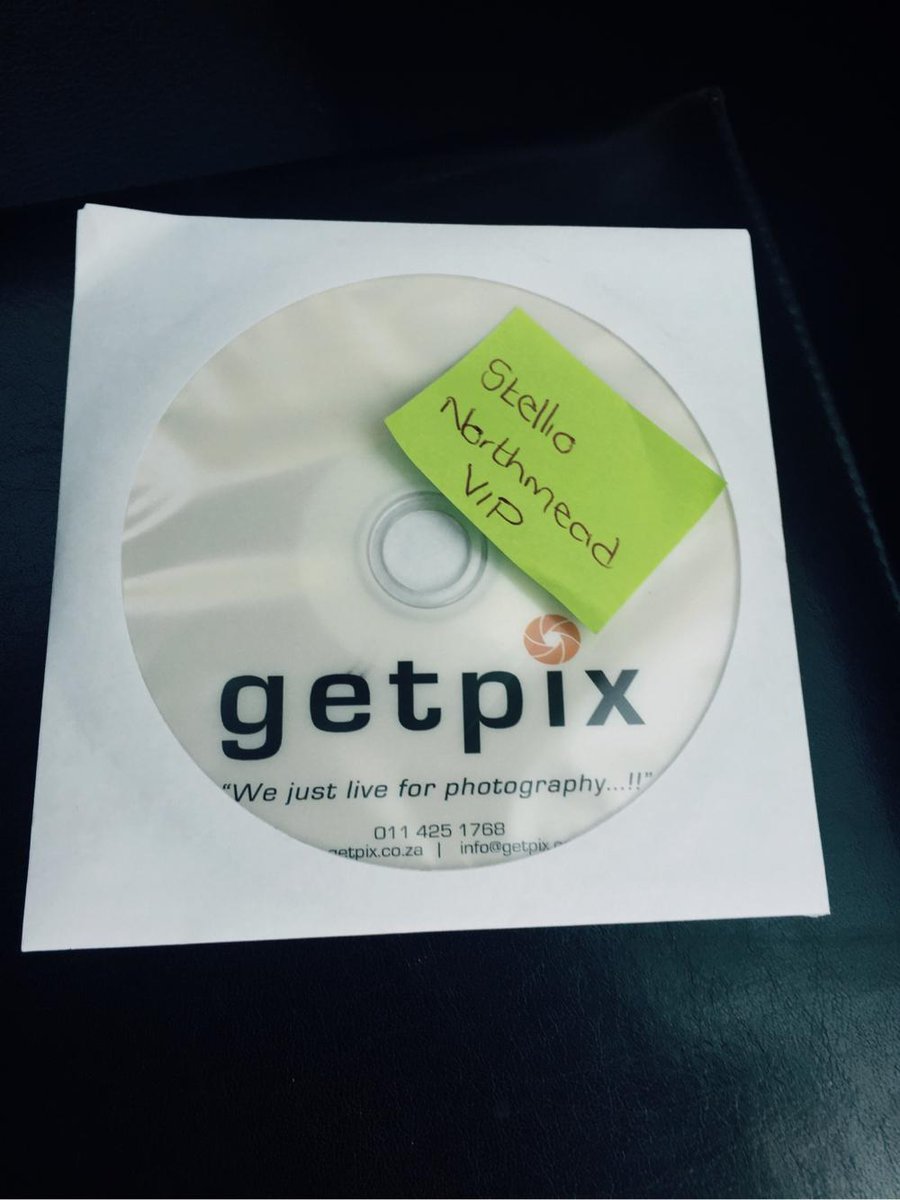 Stellio
Northmead
VIP
getpix
"We just live for photography...!!"
011 425 1768
getpix.co.za | info@getpix.c